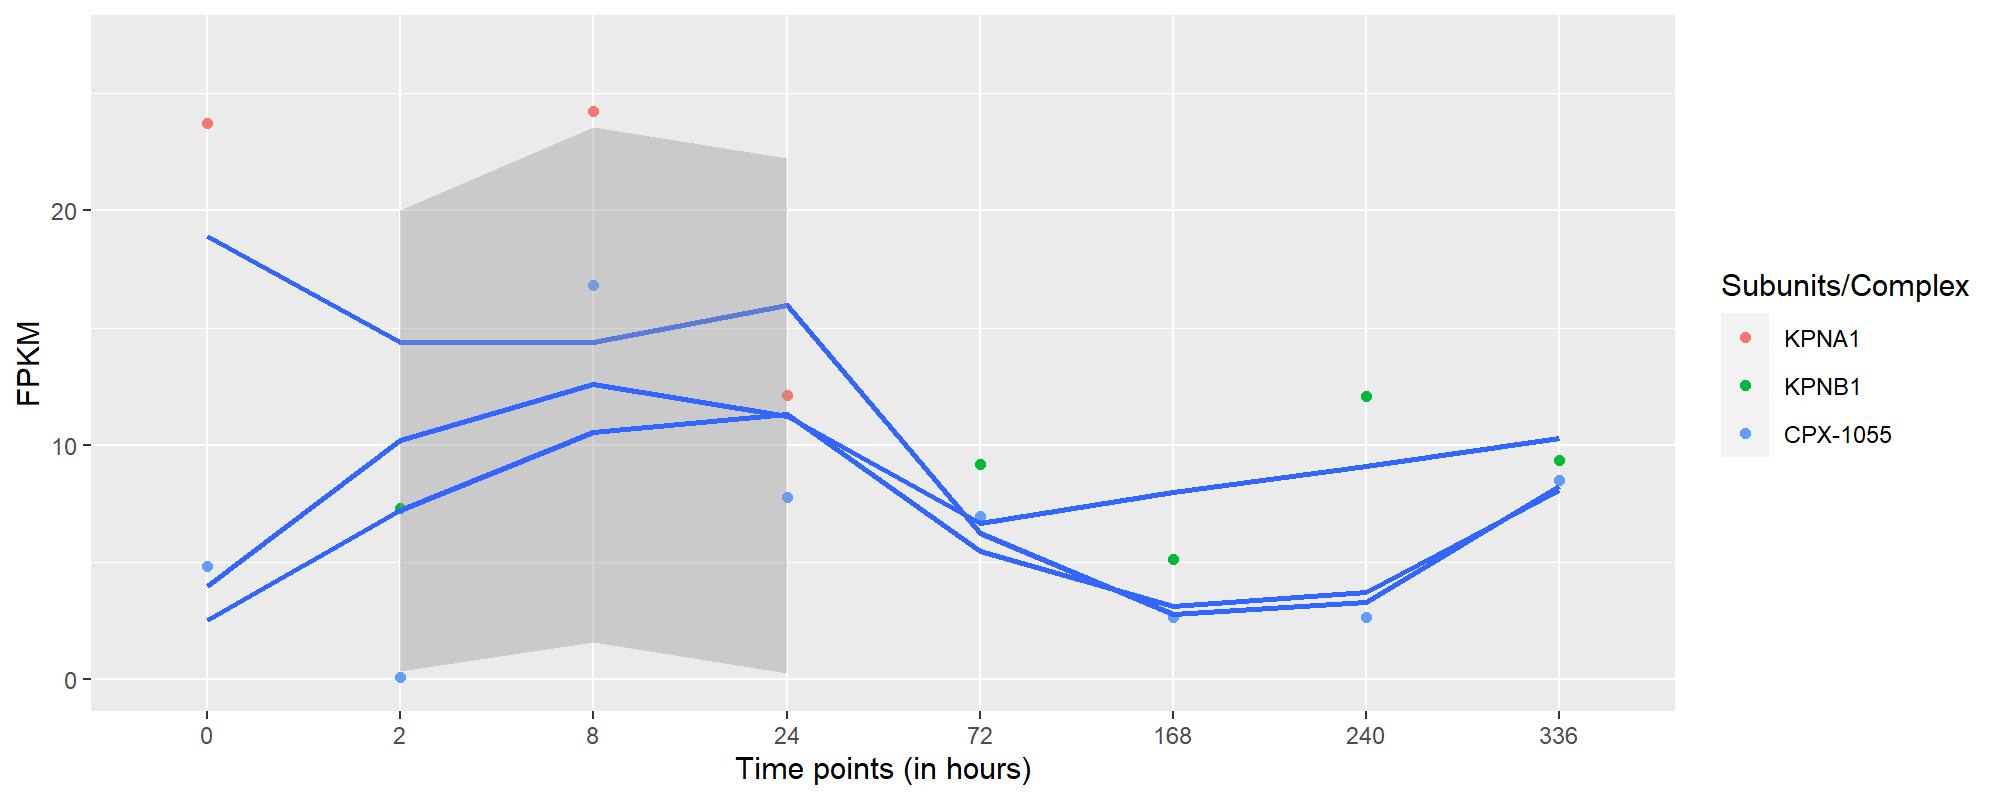 FPKM
20
10
0
0 2 8 24 72 168 240 336
Time points (in hours)
Subunits/Complex
KPNA1
KPNB1
CPX-1055